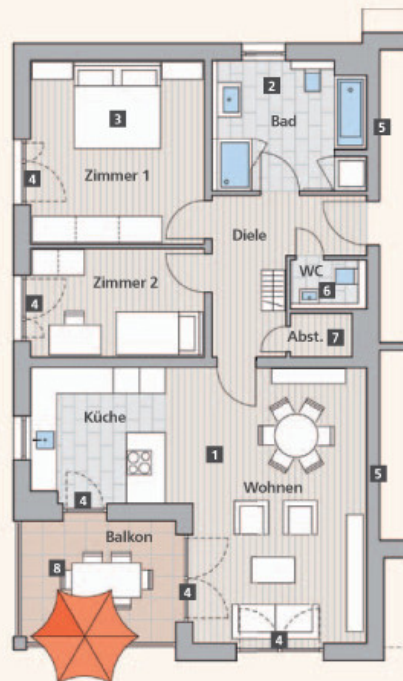 2
Bad
3
5
4
Zimmer 1
Diele
Zimmer 2
WC
4
6
Abst. 7
Küche
1
Wohnen
5
4
Balkon
8
4
4